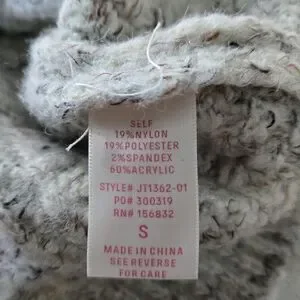 SELF
19%NYLON
19%POLYESTER
2%SPANDEX
60%ACRYLIC
STYLE# JT1362-01
PO# 300319
RN# 156832
S
MADE IN CHINA
SEE REVERSE
FOR CARE